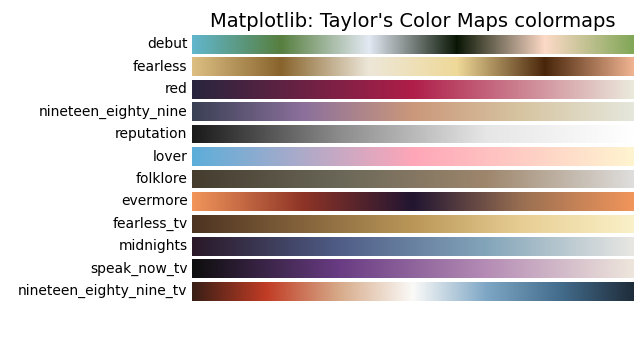 Matplotlib: Taylor's Color Maps colormaps
debut
fearless
red
nineteen_eighty_nine
reputation
lover
folklore
evermore
fearless_tv
midnights
speak_now_tv
nineteen_eighty_nine_tv